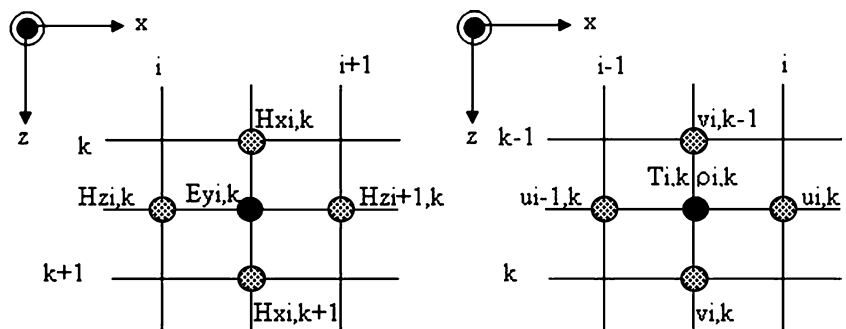 x
z
i
i+1
k
Hxi,k
Hzi,k
Eyi,k
Hzi+1,k
k+1
Hxi,k+1
x
z
i-1
i
k-1
vi,k-1
Ti,k ρi,k
ui-1,k
ui,k
k
vi,k